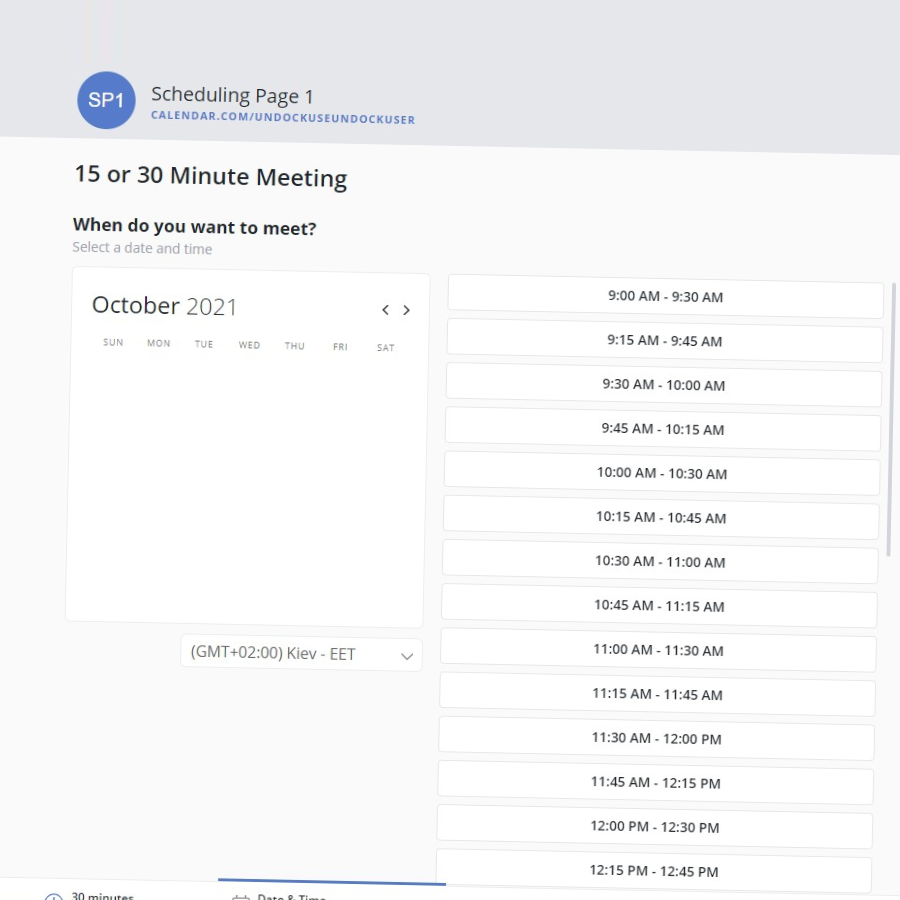 SP1
Scheduling Page 1
CALENDAR.COM/UNDOCKUSEUNDOCKUSER
15 or 30 Minute Meeting
When do you want to meet?
Select a date and time
October 2021
SUN MON TUE WED THU FRI SAT
(GMT+02:00) Kiev - EET
9:00 AM - 9:30 AM
9:15 AM - 9:45 AM
9:30 AM - 10:00 AM
9:45 AM - 10:15 AM
10:00 AM - 10:30 AM
10:15 AM - 10:45 AM
10:30 AM - 11:00 AM
10:45 AM - 11:15 AM
11:00 AM - 11:30 AM
11:15 AM - 11:45 AM
11:30 AM - 12:00 PM
11:45 AM - 12:15 PM
12:00 PM - 12:30 PM
12:15 PM - 12:45 PM
30 minutes
Date & Time